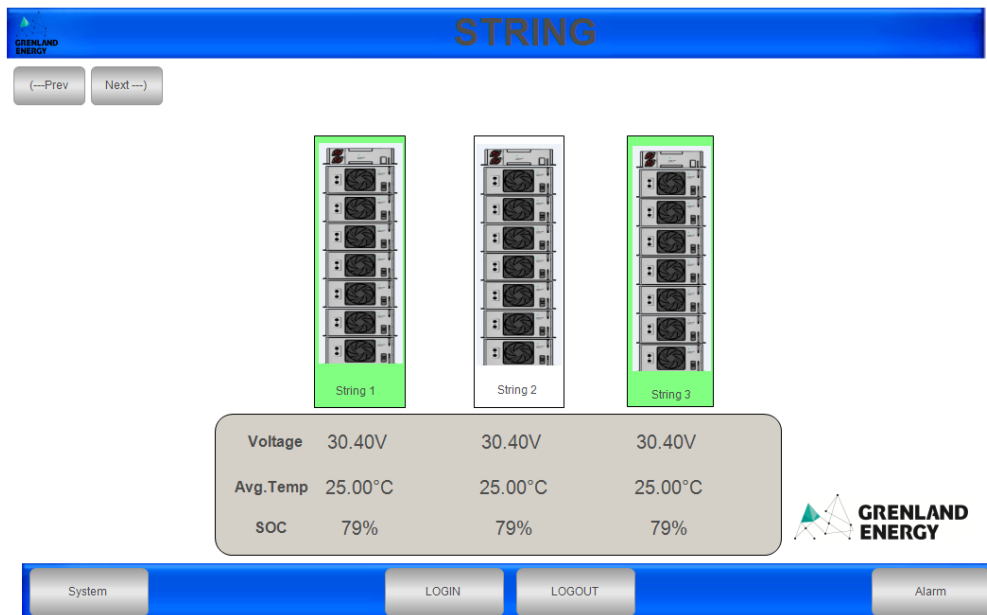 STRING
GRENLAND
ENERGY
(---Prev
Next ---)
String 1
String 2
String 3
Voltage 30.40V 30.40V 30.40V
Avg.Temp 25.00°C 25.00°C 25.00°C
SOC 79% 79% 79%
GRENLAND
ENERGY
System
LOGIN
LOGOUT
Alarm